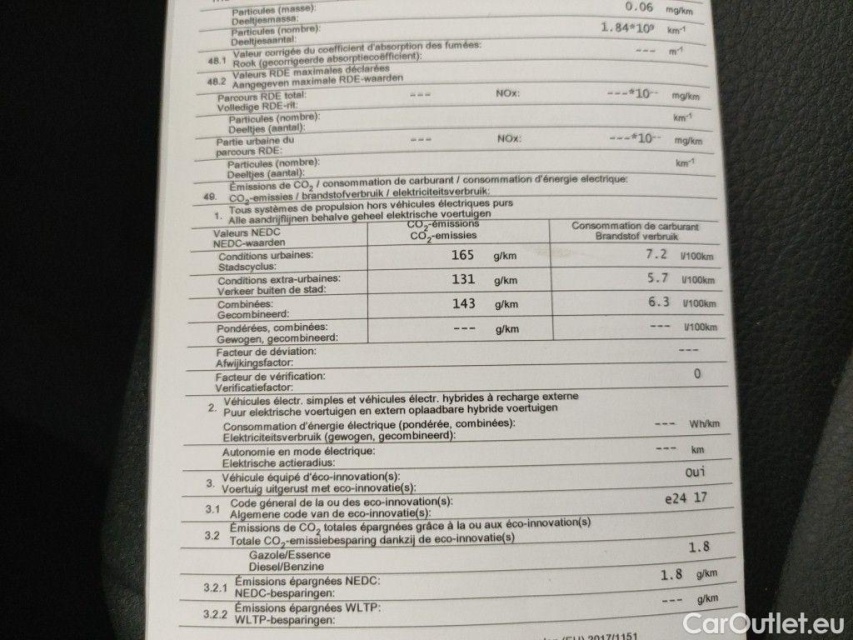 Particules (masse): 0.06 mg/km
Deeltjesmassa:
Particules (nombre): 1.84*10⁹ km⁻¹
Deeltjesaantal:
48.1 Valeur corrigée du coefficient d'absorption des fumées: --- m⁻¹
Rook (gecorrigeerde absorptiecoëfficient):
48.2 Valeurs RDE maximales déclarées
Aangegeven maximale RDE-waarden
Parcours RDE total: --- NOx: ---*10-- mg/km
Volledige RDE-rit:
Particules (nombre): km⁻¹
Deeltjes (aantal):
Partie urbaine du --- NOx: ---*10-- mg/km
parcours RDE:
Particules (nombre): km⁻¹
Deeltjes (aantal):
49. Émissions de CO₂ / consommation de carburant / consommation d'énergie electrique:
CO₂-emissies / brandstofverbruik / elektriciteitsverbruik:
1. Tous systèmes de propulsion hors véhicules électriques purs
Alle aandrijflijnen behalve geheel elektrische voertuigen
Valeurs NEDC CO₂-émissions Consommation de carburant
NEDC-waarden CO₂-emissies Brandstof verbruik
Conditions urbaines: 165 g/km 7.2 l/100km
Stadscyclus:
Conditions extra-urbaines: 131 g/km 5.7 l/100km
Verkeer buiten de stad:
Combinées: 143 g/km 6.3 l/100km
Gecombineerd:
Pondérées, combinées: --- g/km --- l/100km
Gewogen, gecombineerd:
Facteur de déviation: ---
Afwijkingsfactor:
Facteur de vérification: 0
Verificatiefactor:
2. Véhicules électr. simples et véhicules électr. hybrides à recharge externe
Puur elektrische voertuigen en extern oplaadbare hybride voertuigen
Consommation d'énergie électrique (pondérée, combinées): --- Wh/km
Elektriciteitsverbruik (gewogen, gecombineerd):
Autonomie en mode électrique: --- km
Elektrische actieradius:
3. Véhicule équipé d'éco-innovation(s): Oui
Voertuig uitgerust met eco-innovatie(s):
3.1 Code géneral de la ou des eco-innovation(s): e24 17
Algemene code van de eco-innovatie(s):
3.2 Émissions de CO₂ totales épargnées grâce à la ou aux éco-innovation(s)
Totale CO₂-emissiebesparing dankzij de eco-innovatie(s)
Gazole/Essence 1.8
Diesel/Benzine
3.2.1 Émissions épargnées NEDC: 1.8 g/km
NEDC-besparingen:
3.2.2 Émissions épargnées WLTP: --- g/km
WLTP-besparingen:
(EU) 2017/1151
CarOutlet.eu